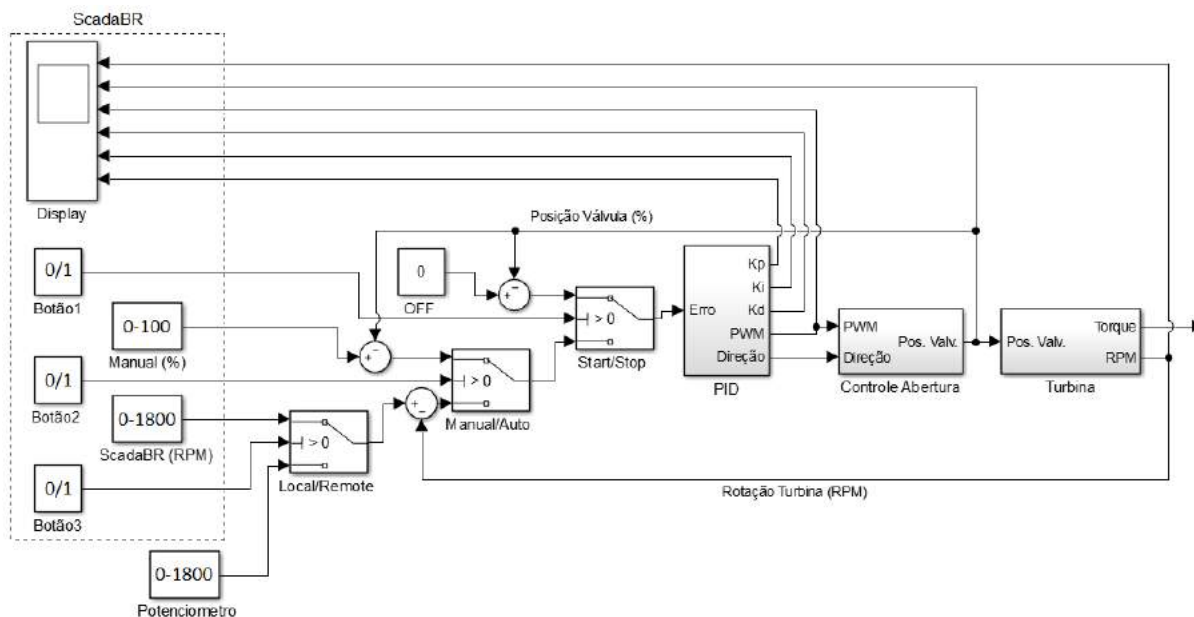 ScadaBR
Display
Posição Válvula (%)
0/1
Botão1
0
OFF
0-100
Manual (%)
> 0
Start/Stop
Erro
Kp
Ki
Kd
PWM
Direção
PID
PWM
Direção
Pos. Valv.
Controle Abertura
Pos. Valv.
Torque
RPM
Turbina
0/1
Botão2
> 0
Manual/Auto
0-1800
ScadaBR (RPM)
> 0
Local/Remote
Rotação Turbina (RPM)
0/1
Botão3
0-1800
Potenciometro